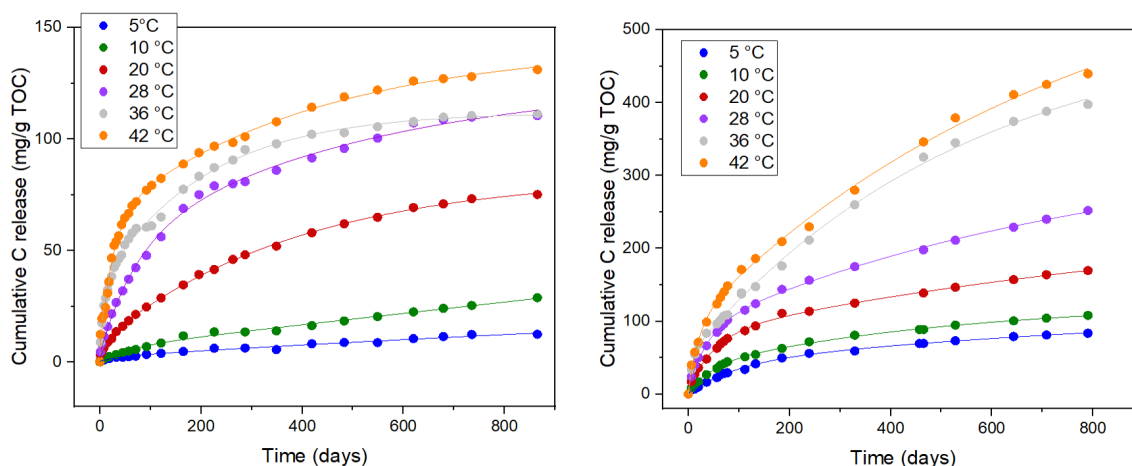 150
100
50
0
Cumulative C release (mg/g TOC)
5°C
10 °C
20 °C
28 °C
36 °C
42 °C
0 200 400 600 800
Time (days)
500
400
300
200
100
0
Cumulative C release (mg/g TOC)
5 °C
10 °C
20 °C
28 °C
36 °C
42 °C
0 200 400 600 800
Time (days)